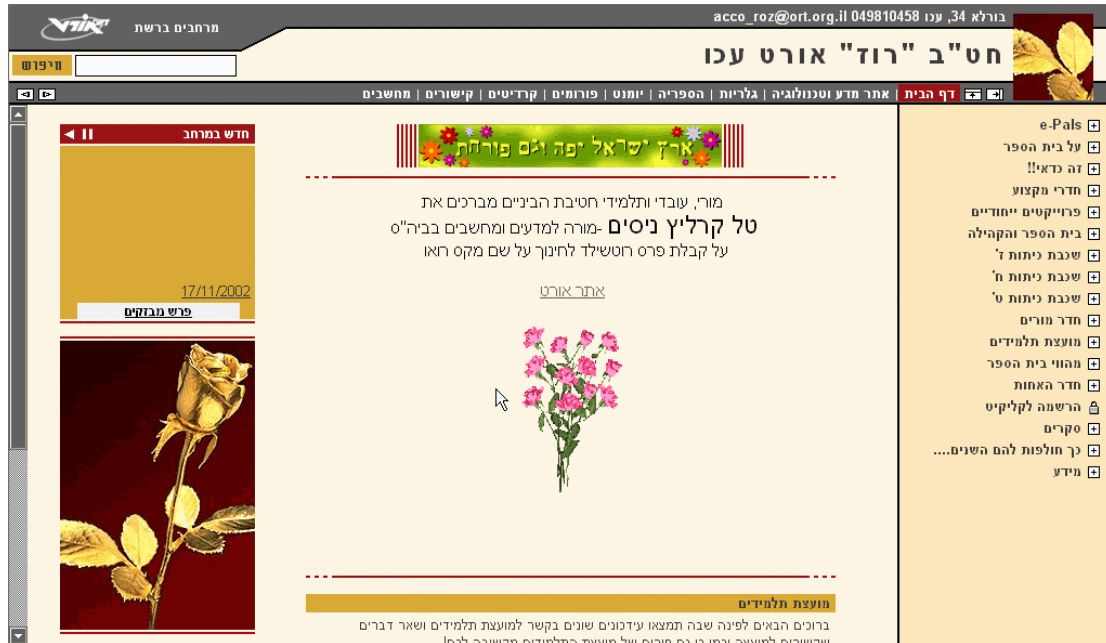 בורלא 34, עכו 049810458 acco_roz@ort.org.il
מרחבים ברשת
אורט
חט"ב "רוז" אורט עכו
חיפוש
דף הבית | אתר מדע וטכנולוגיה | גלריות | הספריה | יומנט | פורומים | קרדיטים | קישורים | מחשבים
e-Pals
על בית הספר
זה כדאי!!
חדרי מקצוע
פרוייקטים ייחודיים
בית הספר והקהילה
שכבת כיתות ז'
שכבת כיתות ח'
שכבת כיתות ט'
חדר מורים
מועצת תלמידים
מהווי בית הספר
חדר האחות
הרשמה לקליקיט
סקרים
כך חולפות להם השנים....
מידע
ארץ ישראל יפה וגם פורחת
מורי, עובדי ותלמידי חטיבת הביניים מברכים את
טל קרליץ ניסים -מורה למדעים ומחשבים בביה"ס
על קבלת פרס רוטשילד לחינוך על שם מקס רואו
אתר אורט
מועצת תלמידים
ברוכים הבאים לפינה שבה תמצאו עידכונים שונים בקשר למועצת תלמידים ושאר דברים
חדש במרחב
17/11/2002
פרש מבזקים